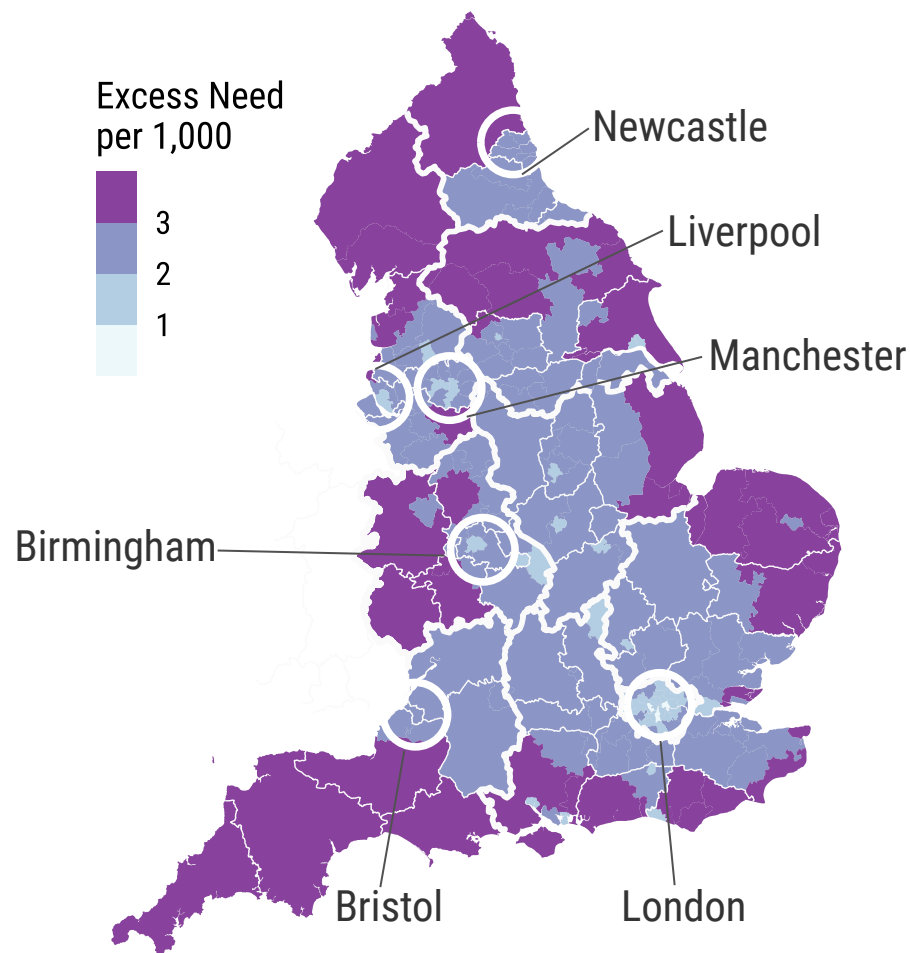 Excess Need
per 1,000
3
2
1
Newcastle
Liverpool
Manchester
Birmingham
Bristol
London